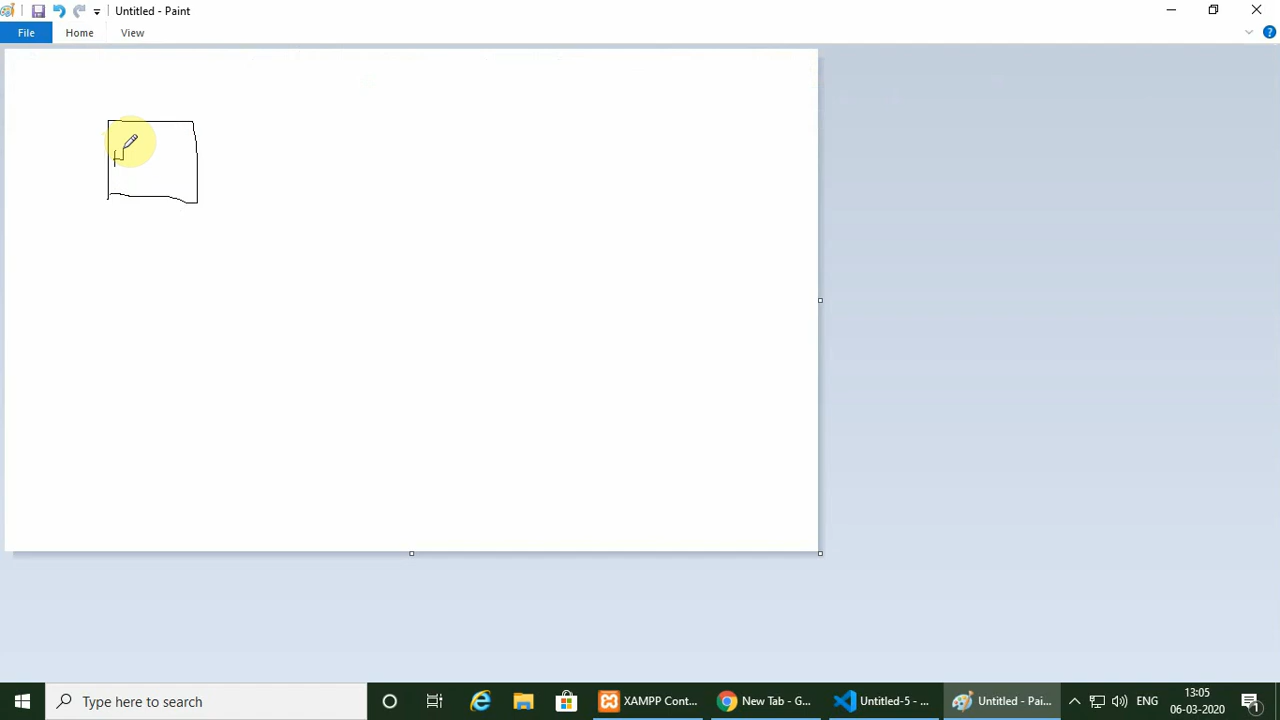 Untitled - Paint
File Home View
Type here to search
XAMPP Cont...
New Tab - G...
Untitled-5 - ...
Untitled - Pai...
ENG
13:05
06-03-2020
1